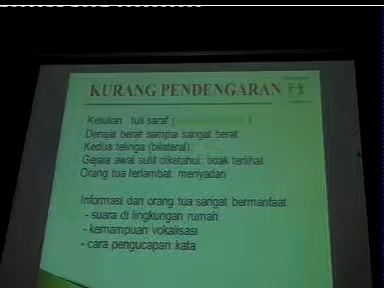 KURANG PENDENGARAN
Ketulian tuli saraf (
Derajat berat sampai sangat berat
Kedua telinga (bilateral)
Gejala awal sulit diketahui: tidak terlihat
Orang tua terlambat menyadari
Informasi dari orang tua sangat bermanfaat
- suara di lingkungan rumah
- kemampuan vokalisasi
- cara pengucapan kata